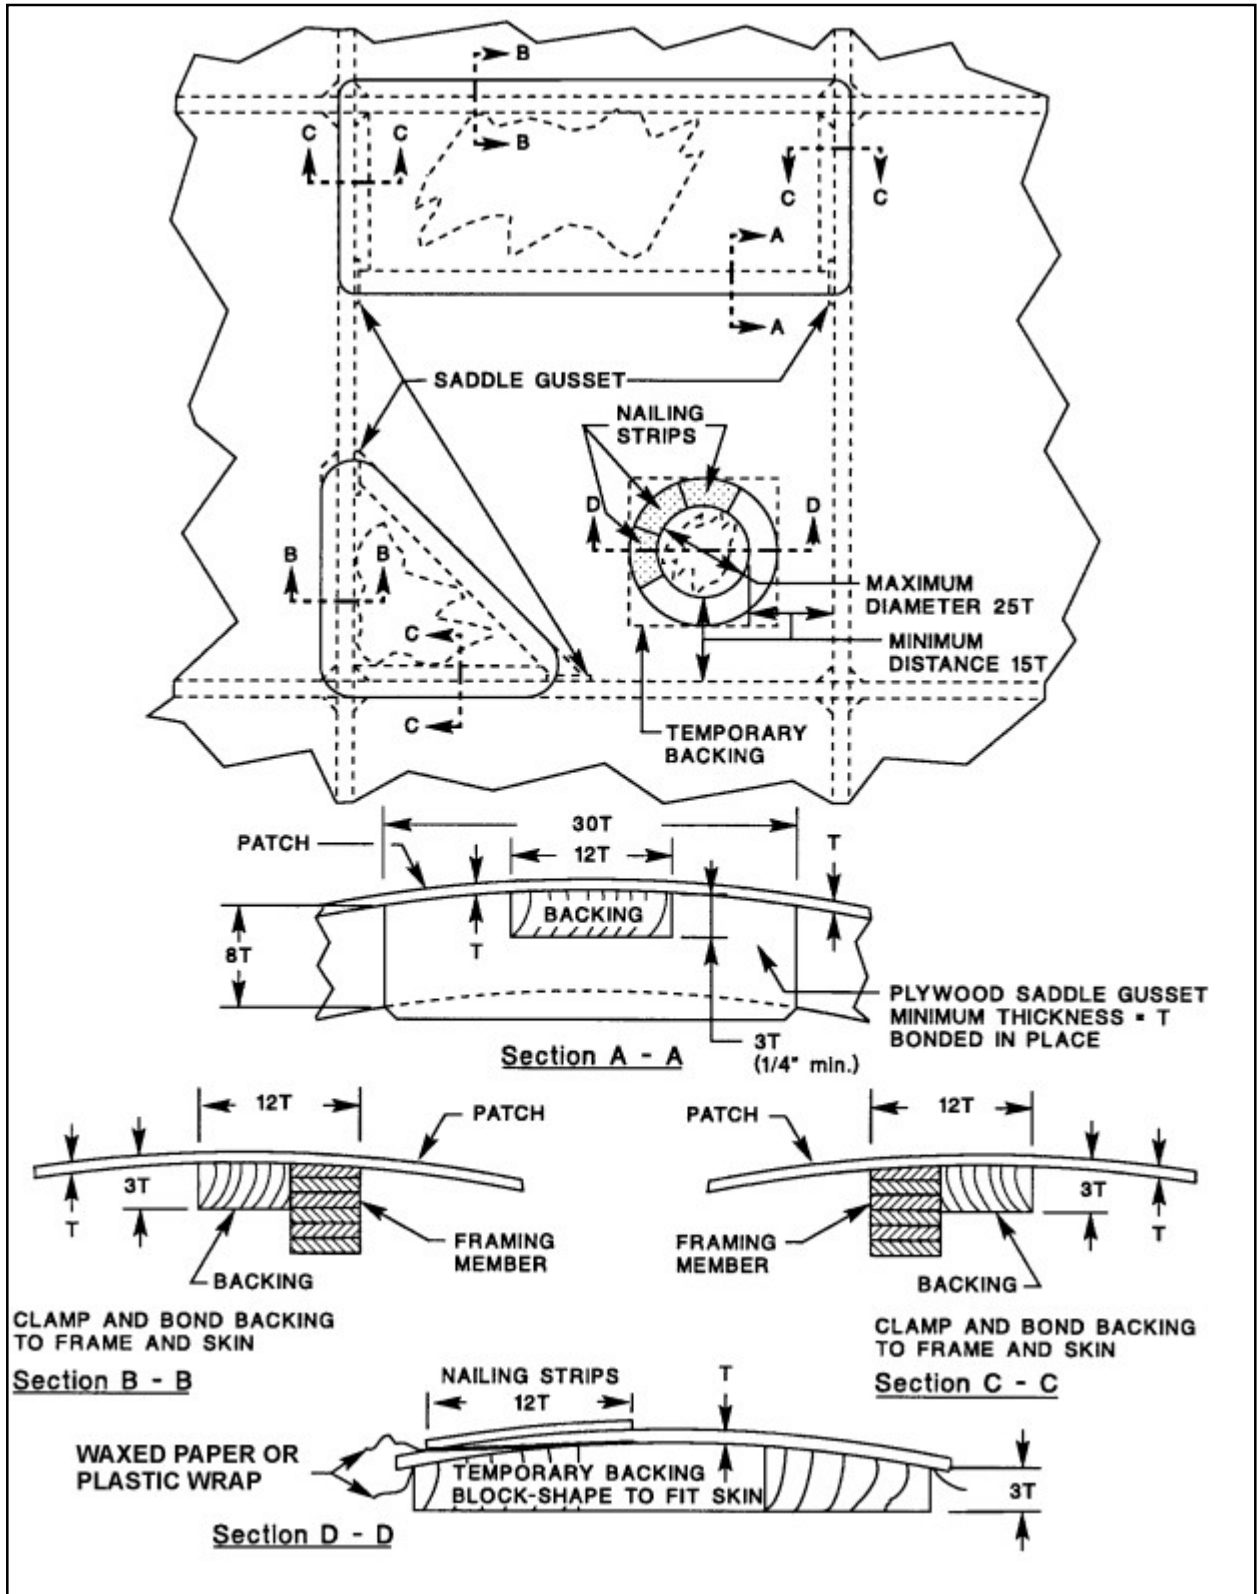 B
B
C
C
C
C
A
A
SADDLE GUSSET
NAILING
STRIPS
D
D
B
B
C
C
MAXIMUM
DIAMETER 25T
MINIMUM
DISTANCE 15T
TEMPORARY
BACKING
30T
12T
PATCH
T
BACKING
T
8T
3T
(1/4" min.)
PLYWOOD SADDLE GUSSET
MINIMUM THICKNESS = T
BONDED IN PLACE
Section A - A
12T
PATCH
3T
T
FRAMING
MEMBER
BACKING
CLAMP AND BOND BACKING
TO FRAME AND SKIN
Section B - B
PATCH
12T
3T
T
FRAMING
MEMBER
BACKING
CLAMP AND BOND BACKING
TO FRAME AND SKIN
Section C - C
NAILING STRIPS
12T
T
WAXED PAPER OR
PLASTIC WRAP
TEMPORARY BACKING
BLOCK-SHAPE TO FIT SKIN
3T
Section D - D